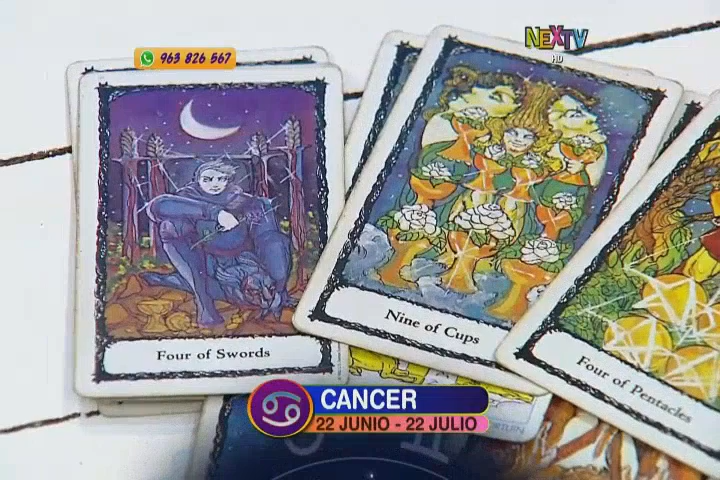 963 826 567
NEXTV
HD
Four of Swords
Nine of Cups
Four of Pentacles
CANCER
22 JUNIO - 22 JULIO